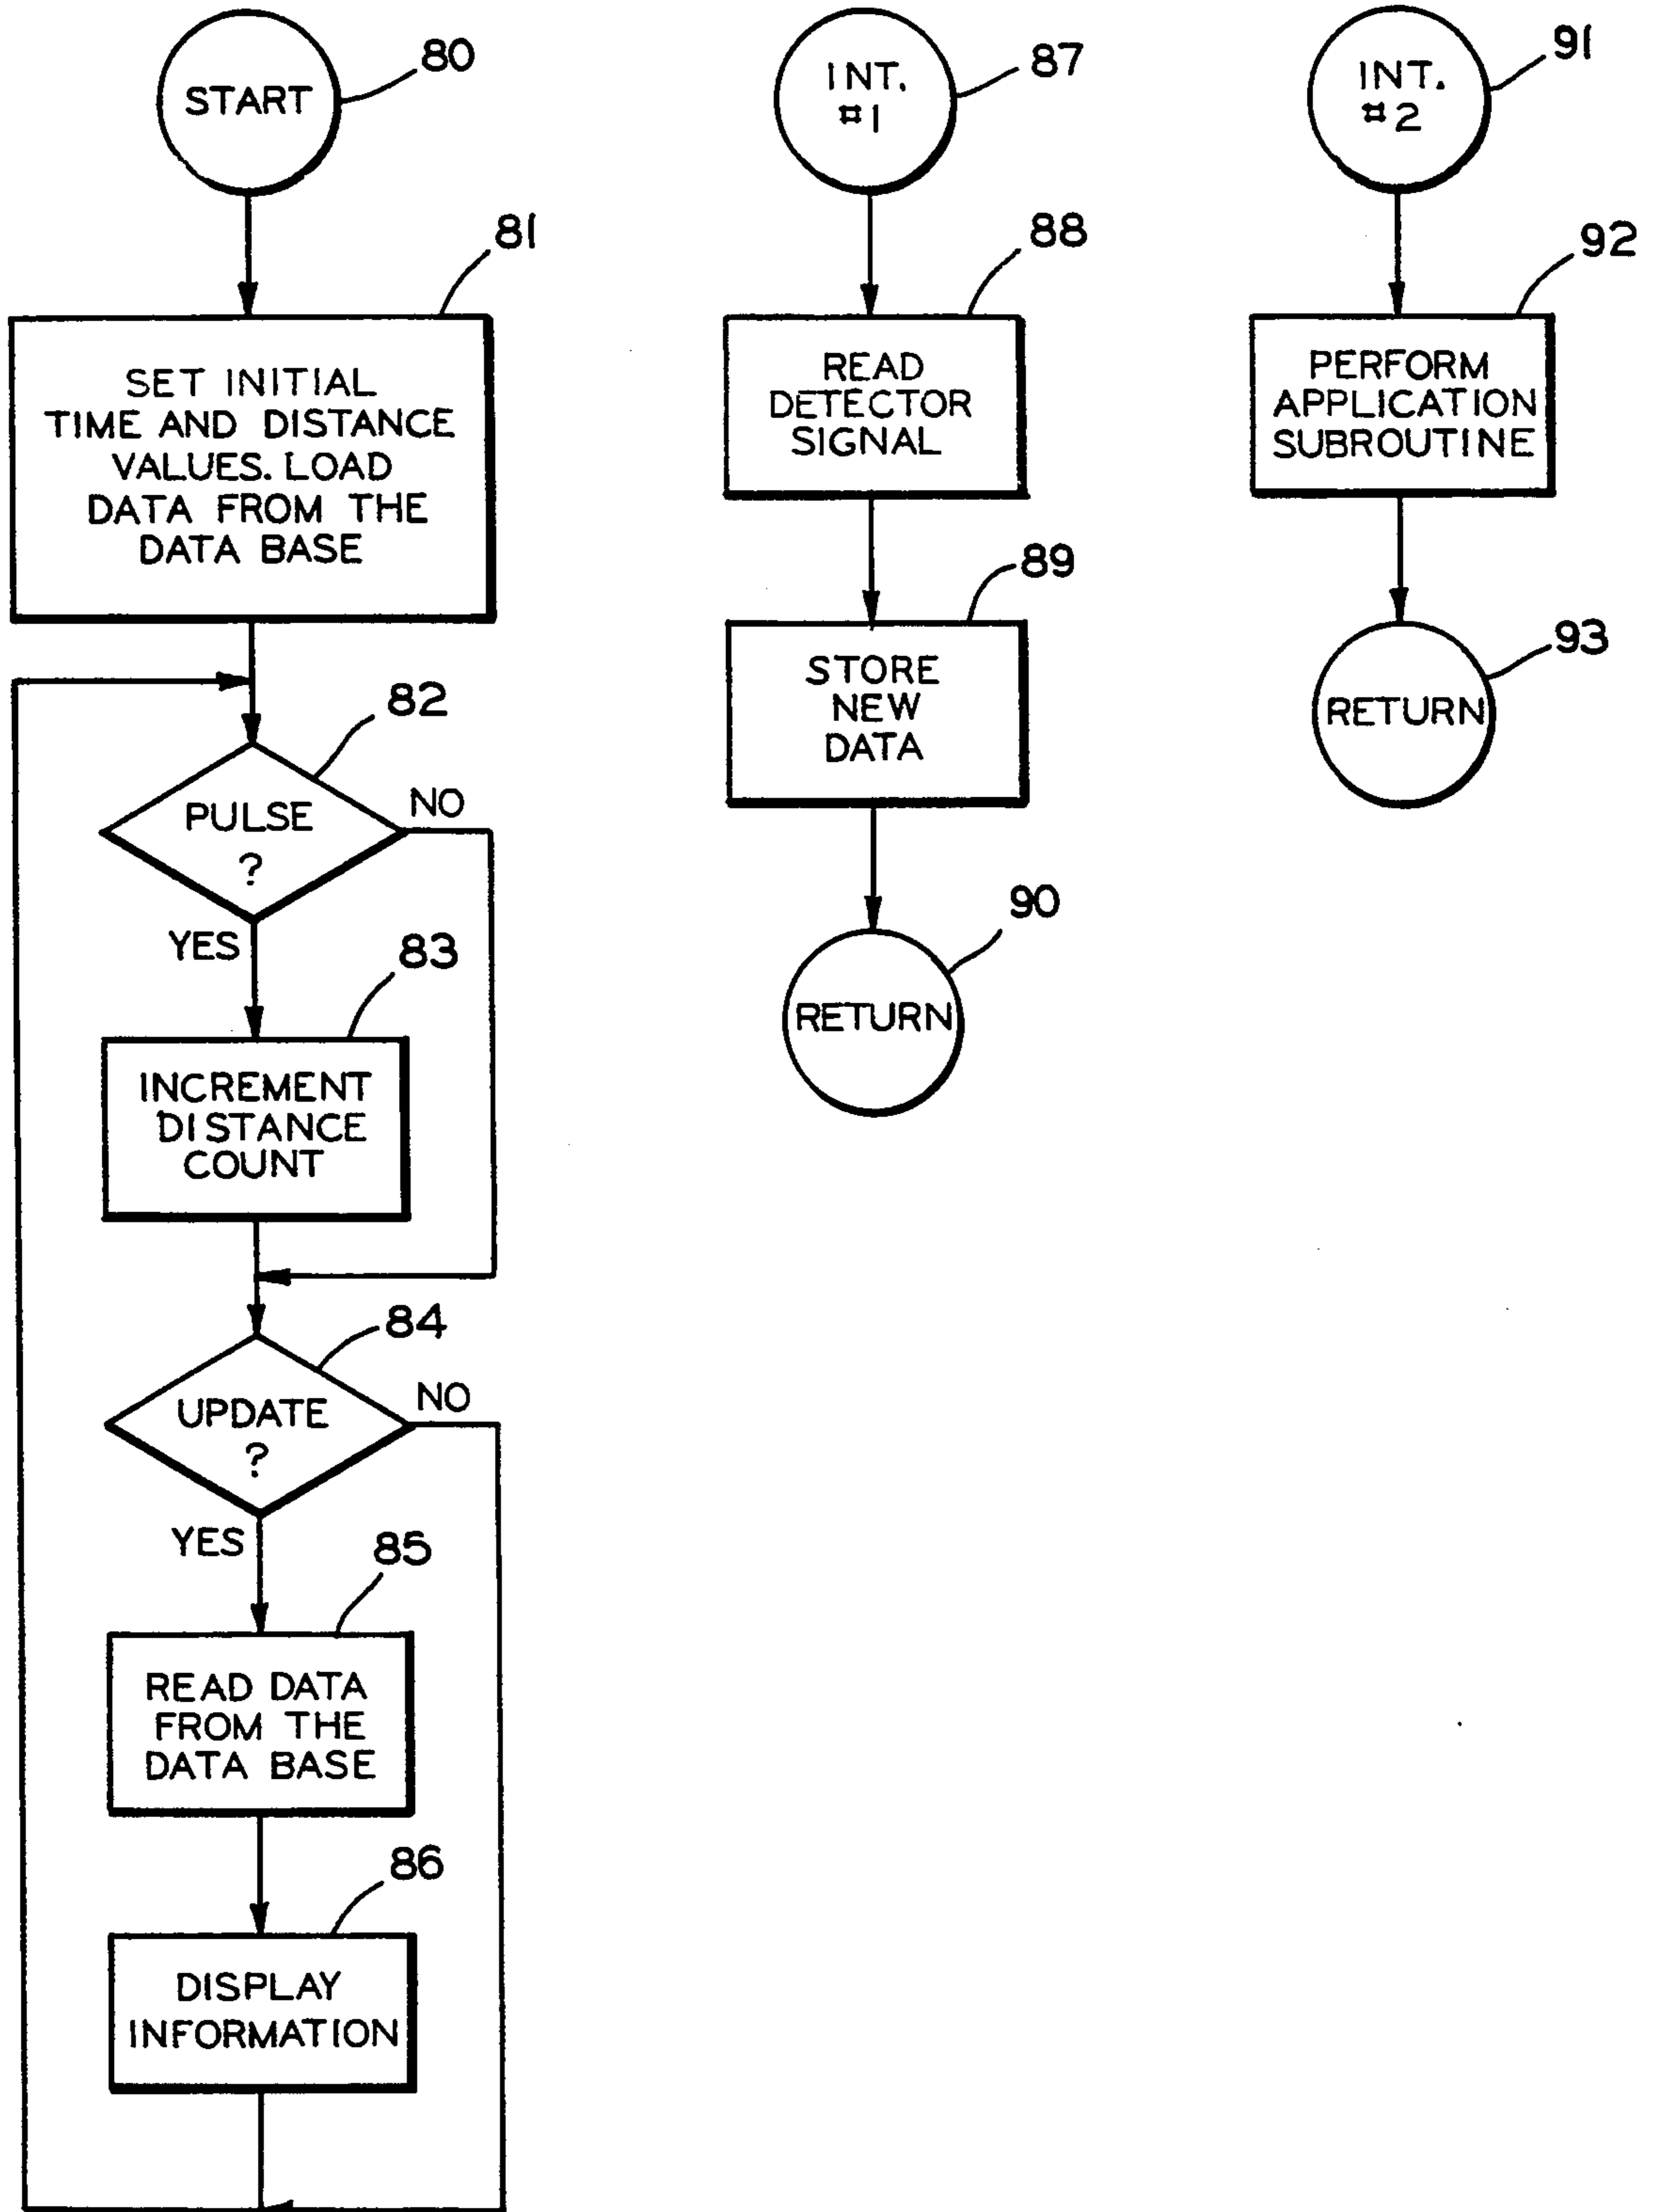 START
80
81
SET INITIAL
TIME AND DISTANCE
VALUES. LOAD
DATA FROM THE
DATA BASE
82
PULSE
?
NO
YES
83
INCREMENT
DISTANCE
COUNT
84
UPDATE
?
NO
YES
85
READ DATA
FROM THE
DATA BASE
86
DISPLAY
INFORMATION
INT.
#1
87
88
READ
DETECTOR
SIGNAL
89
STORE
NEW
DATA
90
RETURN
INT.
#2
91
92
PERFORM
APPLICATION
SUBROUTINE
93
RETURN